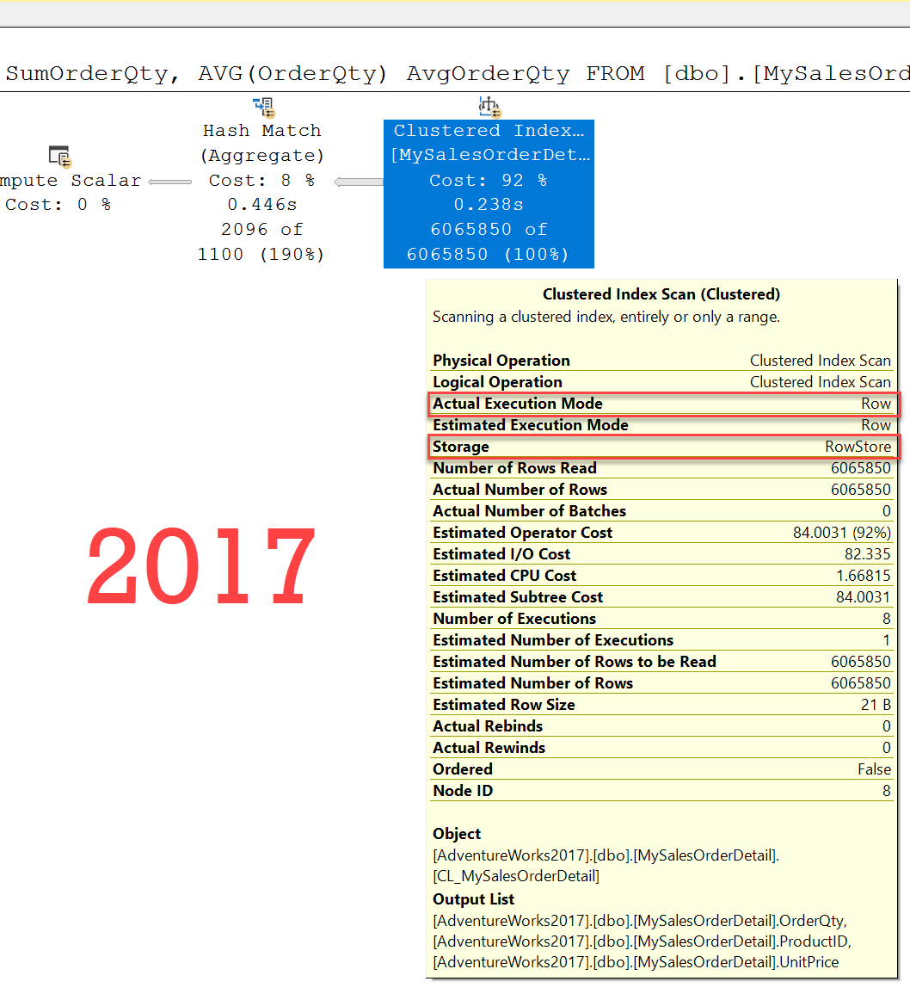 SumOrderQty, AVG(OrderQty) AvgOrderQty FROM [dbo].[MySalesOrd
mpute Scalar
Cost: 0 %
Hash Match
(Aggregate)
Cost: 8 %
0.446s
2096 of
1100 (190%)
Clustered Index…
[MySalesOrderDet…
Cost: 92 %
0.238s
6065850 of
6065850 (100%)
Clustered Index Scan (Clustered)
Scanning a clustered index, entirely or only a range.
Physical Operation Clustered Index Scan
Logical Operation Clustered Index Scan
Actual Execution Mode Row
Estimated Execution Mode Row
Storage RowStore
Number of Rows Read 6065850
Actual Number of Rows 6065850
Actual Number of Batches 0
Estimated Operator Cost 84.0031 (92%)
Estimated I/O Cost 82.335
Estimated CPU Cost 1.66815
Estimated Subtree Cost 84.0031
Number of Executions 8
Estimated Number of Executions 1
Estimated Number of Rows to be Read 6065850
Estimated Number of Rows 6065850
Estimated Row Size 21 B
Actual Rebinds 0
Actual Rewinds 0
Ordered False
Node ID 8
Object
[AdventureWorks2017].[dbo].[MySalesOrderDetail].
[CL_MySalesOrderDetail]
Output List
[AdventureWorks2017].[dbo].[MySalesOrderDetail].OrderQty,
[AdventureWorks2017].[dbo].[MySalesOrderDetail].ProductID,
[AdventureWorks2017].[dbo].[MySalesOrderDetail].UnitPrice
2017